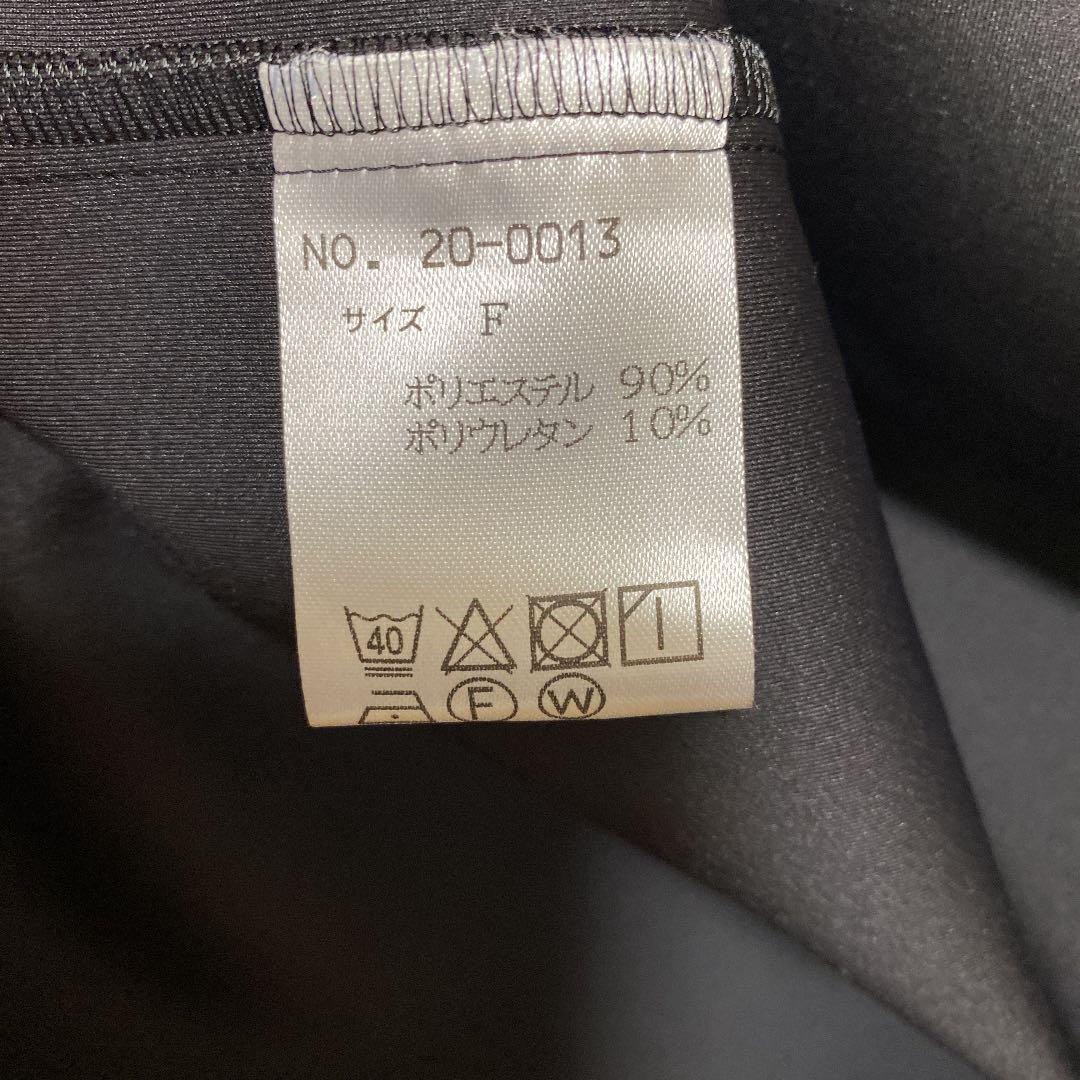 NO. 20-0013
サイズ F
ポリエステル 90%
ポリウレタン 10%
40
F W